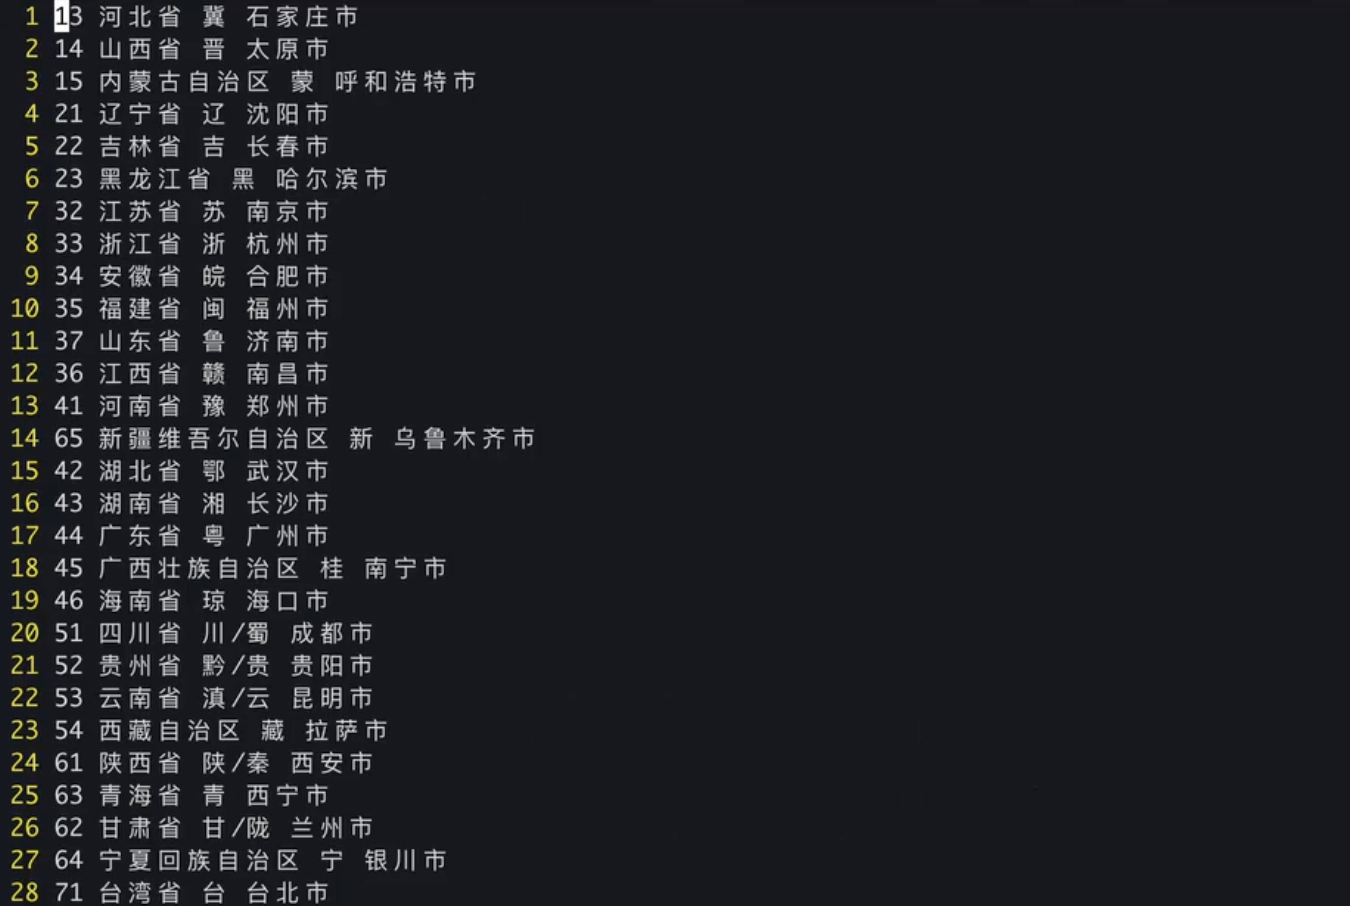 1 13 河北省 冀 石家庄市
2 14 山西省 晋 太原市
3 15 内蒙古自治区 蒙 呼和浩特市
4 21 辽宁省 辽 沈阳市
5 22 吉林省 吉 长春市
6 23 黑龙江省 黑 哈尔滨市
7 32 江苏省 苏 南京市
8 33 浙江省 浙 杭州市
9 34 安徽省 皖 合肥市
10 35 福建省 闽 福州市
11 37 山东省 鲁 济南市
12 36 江西省 赣 南昌市
13 41 河南省 豫 郑州市
14 65 新疆维吾尔自治区 新 乌鲁木齐市
15 42 湖北省 鄂 武汉市
16 43 湖南省 湘 长沙市
17 44 广东省 粤 广州市
18 45 广西壮族自治区 桂 南宁市
19 46 海南省 琼 海口市
20 51 四川省 川/蜀 成都市
21 52 贵州省 黔/贵 贵阳市
22 53 云南省 滇/云 昆明市
23 54 西藏自治区 藏 拉萨市
24 61 陕西省 陕/秦 西安市
25 63 青海省 青 西宁市
26 62 甘肃省 甘/陇 兰州市
27 64 宁夏回族自治区 宁 银川市
28 71 台湾省 台 台北市